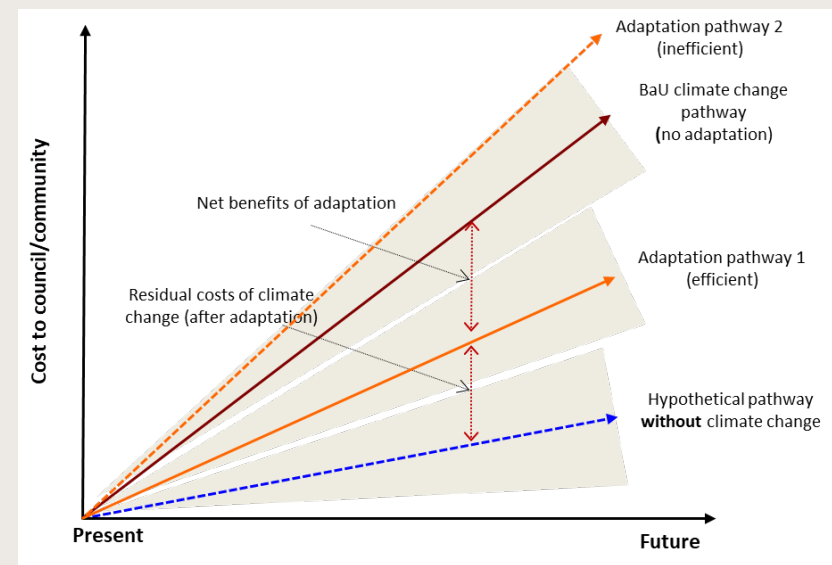 Adaptation pathway 2
(inefficient)
BaU climate change
pathway
(no adaptation)
Net benefits of adaptation
Adaptation pathway 1
(efficient)
Residual costs of climate
change (after adaptation)
Hypothetical pathway
without climate change
Cost to council/community
Present
Future